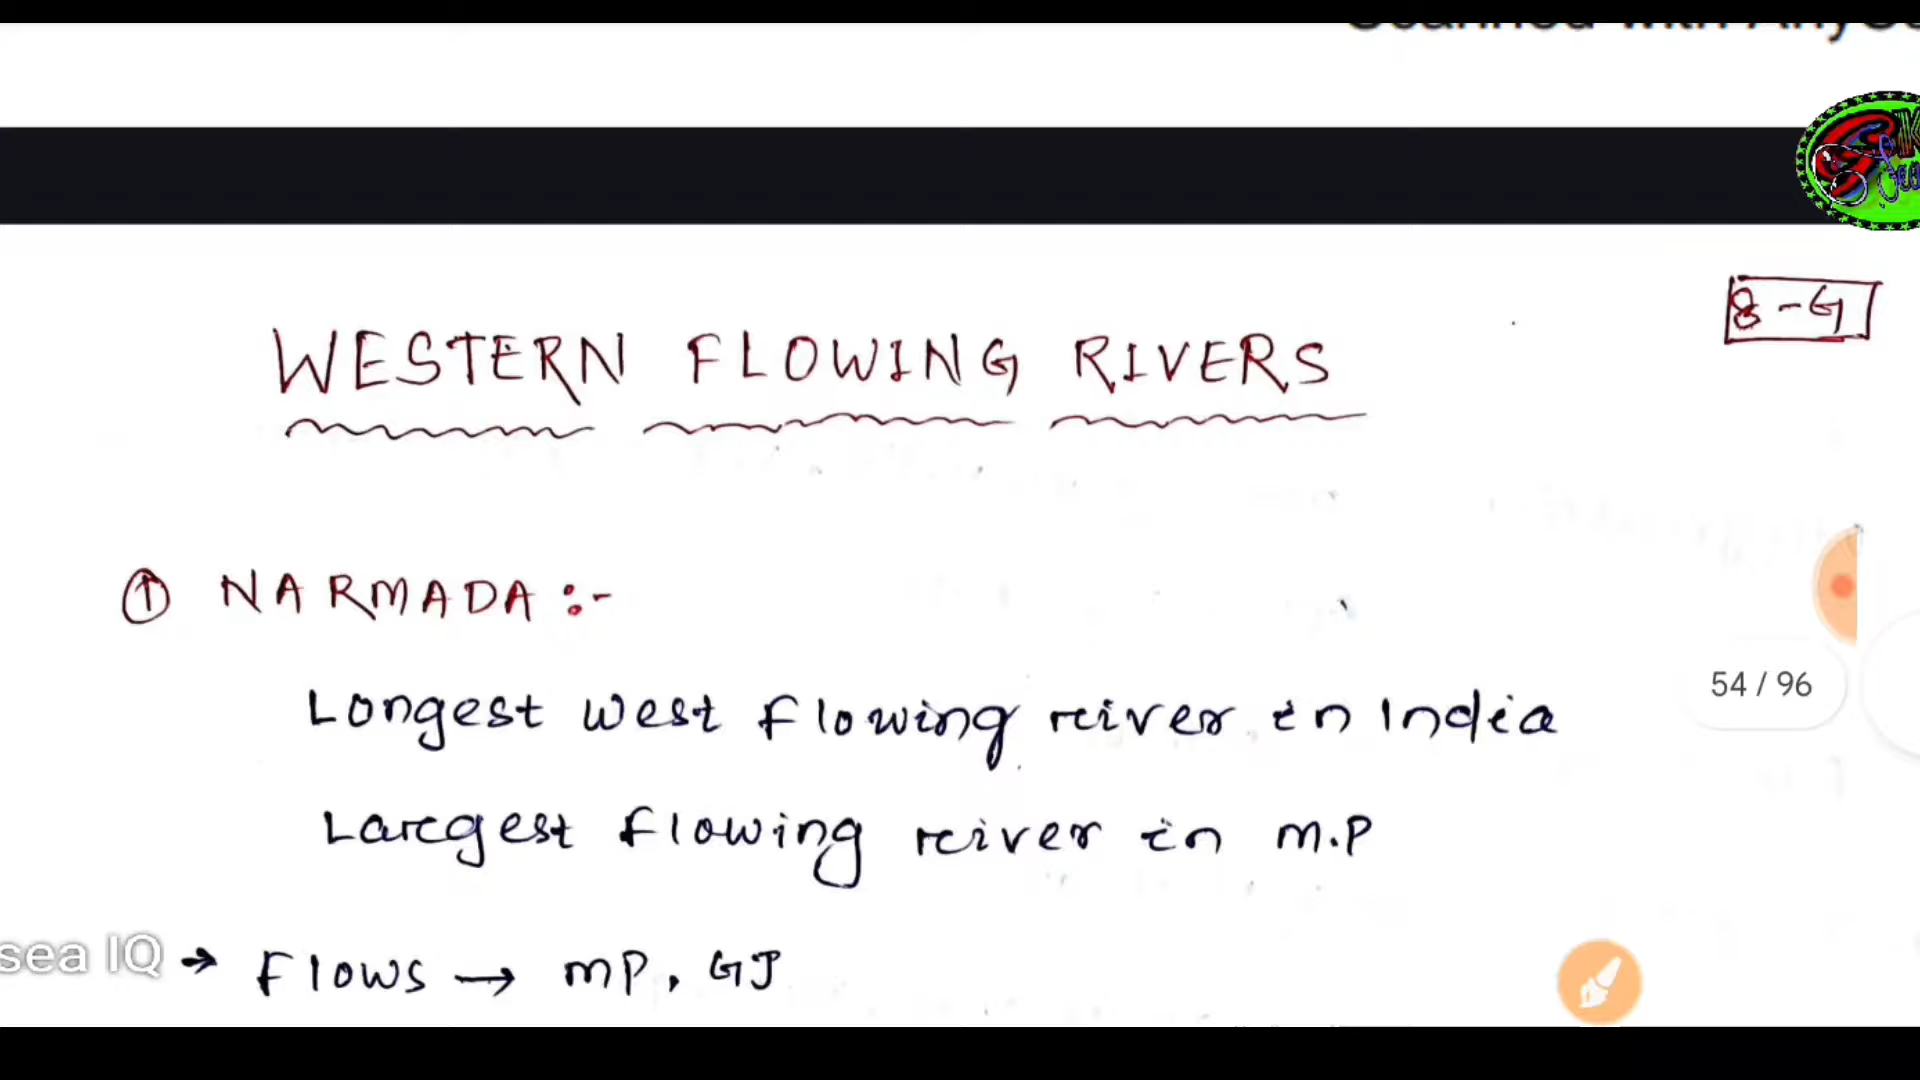 8-G
WESTERN FLOWING RIVERS
① NARMADA :-
Longest west flowing river in India
54 / 96
Largest flowing river in M.P
sea IQ → Flows → MP, GJ